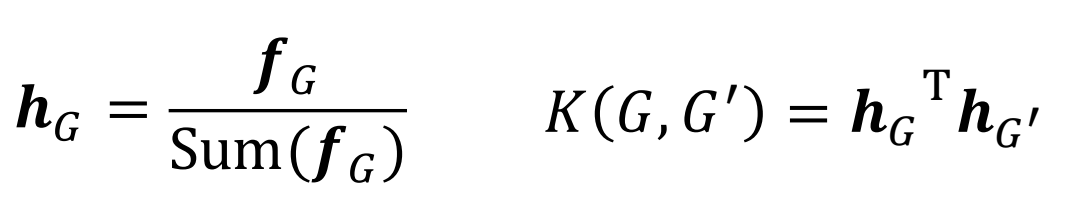 𝒉_G = 𝒇_G / Sum(𝒇_G)    K(G, G′) = 𝒉_G^T 𝒉_G′